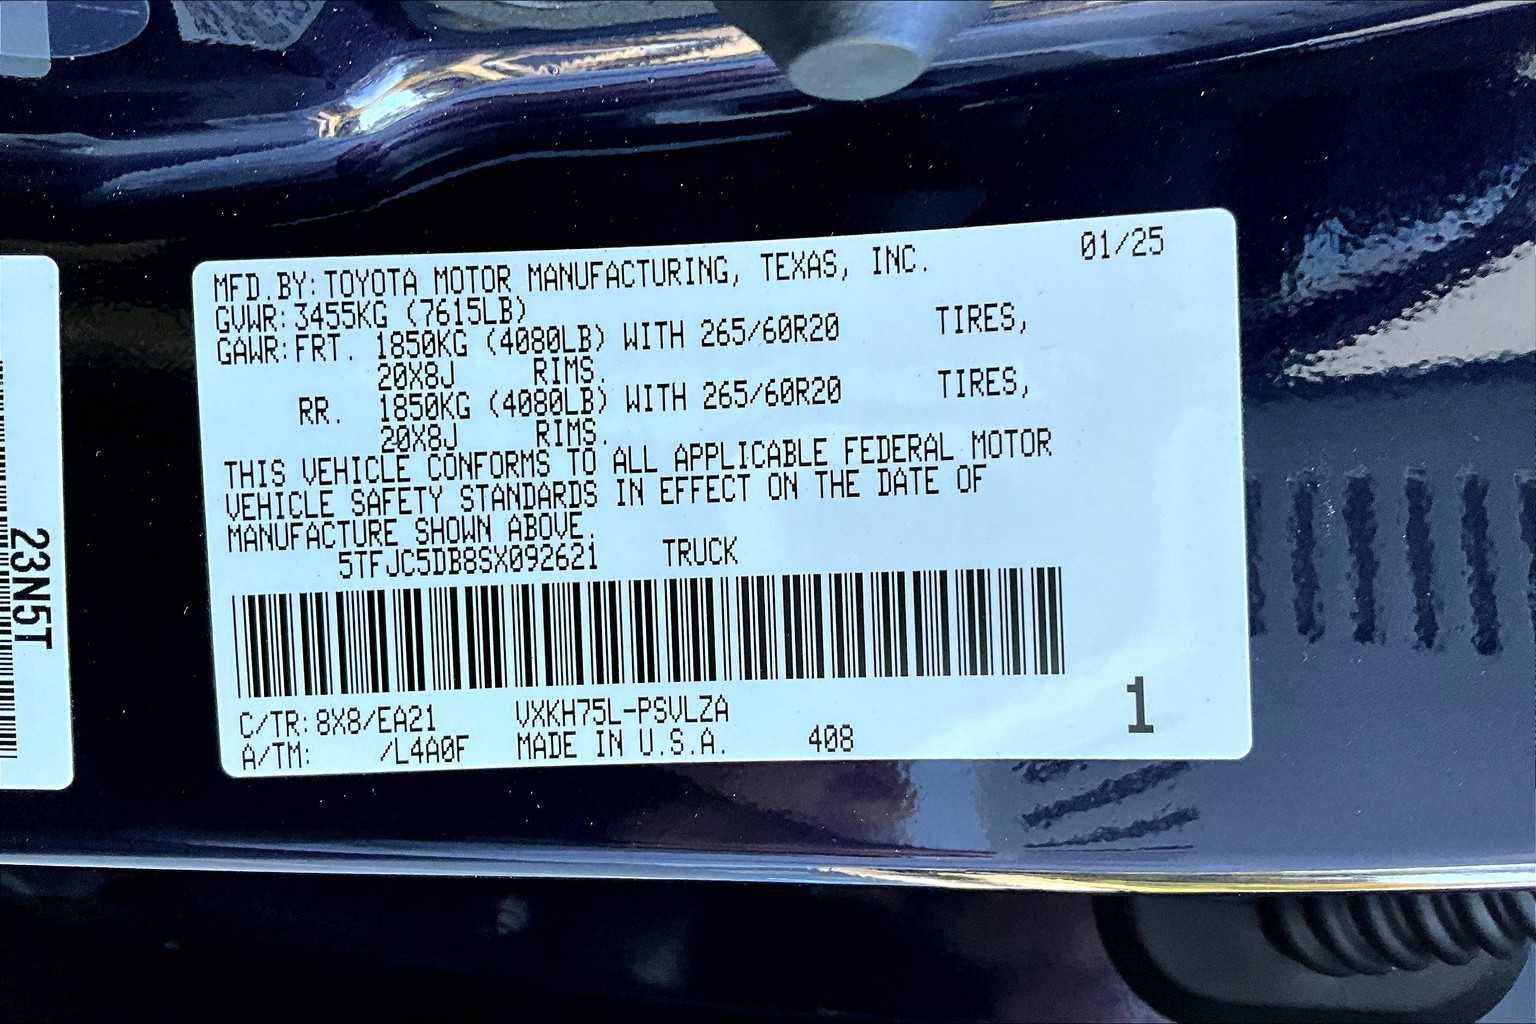 MFD.BY:TOYOTA MOTOR MANUFACTURING, TEXAS, INC. 01/25
GVWR:3455KG (7615LB)
GAWR:FRT. 1850KG (4080LB) WITH 265/60R20 TIRES,
20X8J RIMS.
RR. 1850KG (4080LB) WITH 265/60R20 TIRES,
20X8J RIMS.
THIS VEHICLE CONFORMS TO ALL APPLICABLE FEDERAL MOTOR
VEHICLE SAFETY STANDARDS IN EFFECT ON THE DATE OF
MANUFACTURE SHOWN ABOVE.
5TFJC5DB8SX092621 TRUCK
C/TR:8X8/EA21 VXKH75L-PSVLZA
A/TM: /L4A0F MADE IN U.S.A. 408
1
23N5T